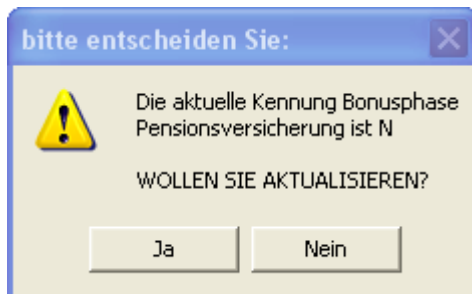 bitte entscheiden Sie:
Die aktuelle Kennung Bonusphase
Pensionsversicherung ist N
WOLLEN SIE AKTUALISIEREN?
Ja
Nein